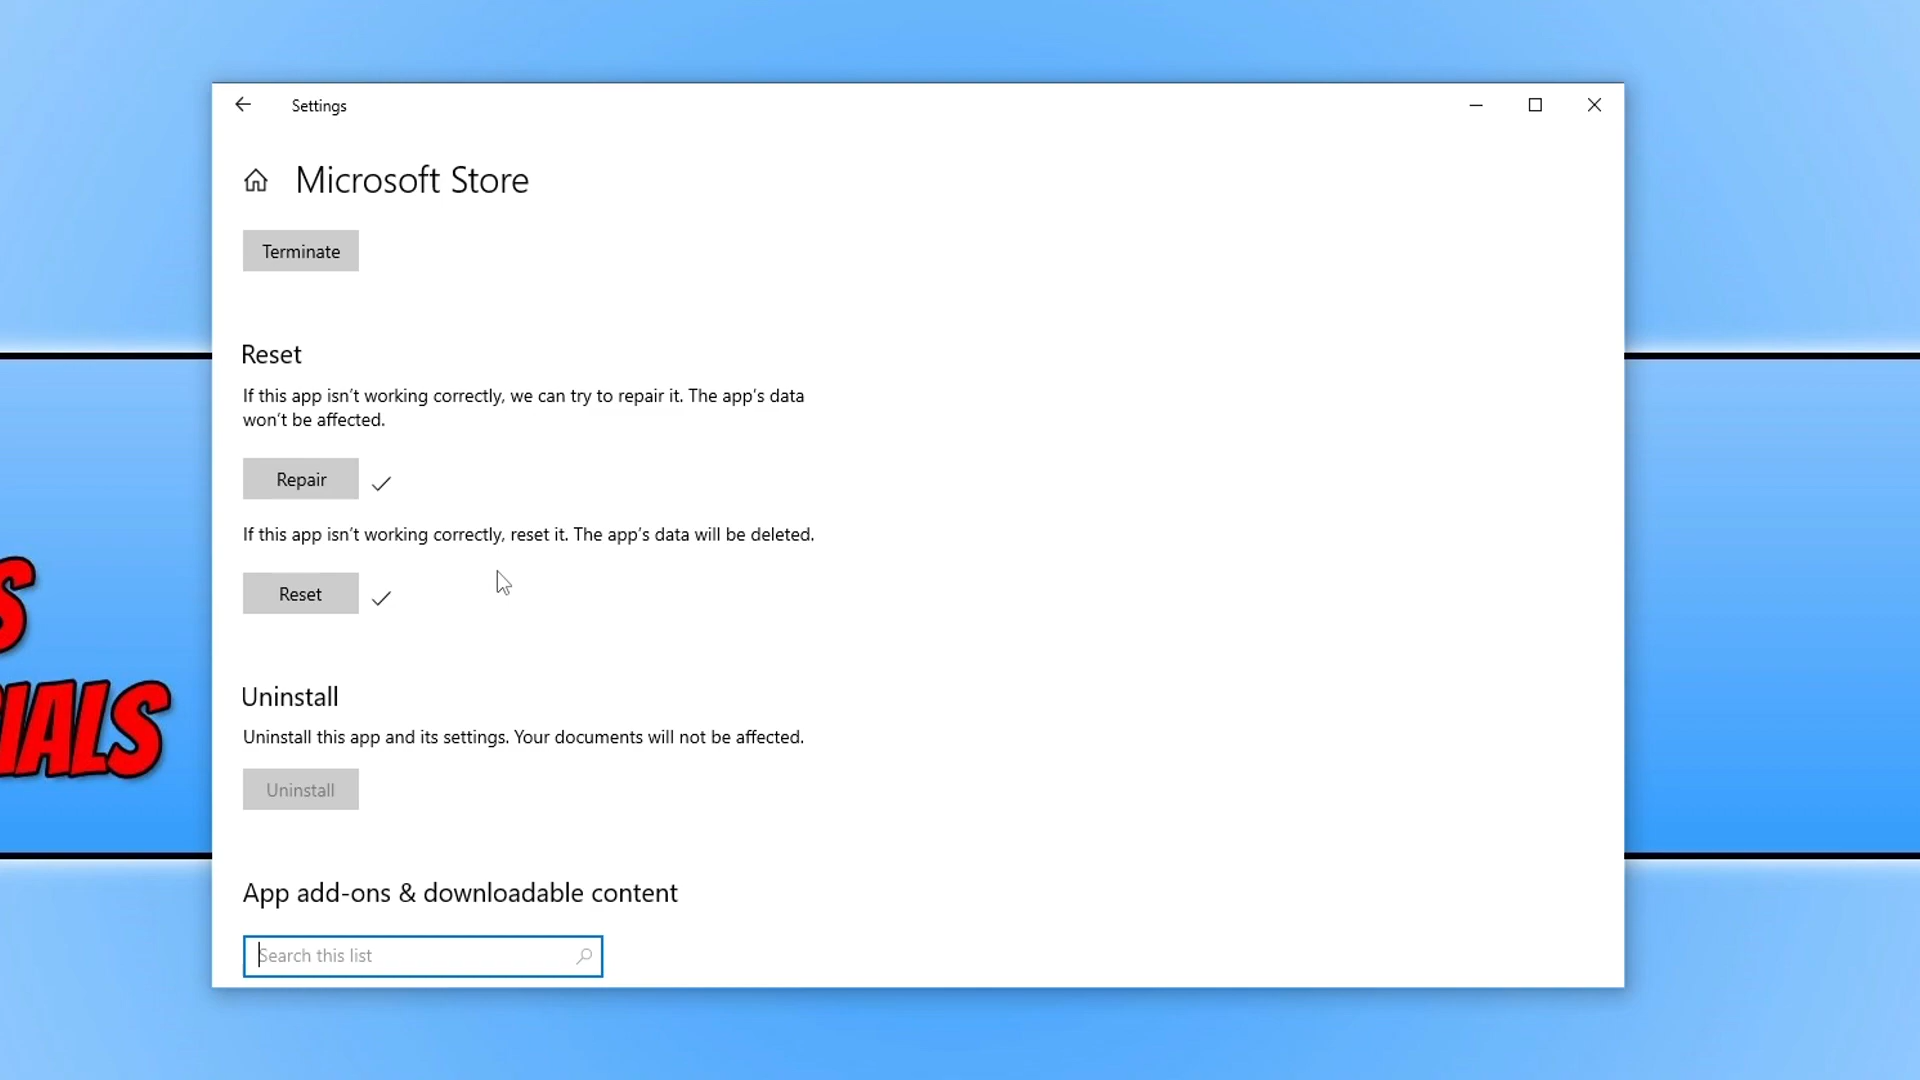 Settings
Microsoft Store
Terminate
Reset
If this app isn’t working correctly, we can try to repair it. The app’s data
won’t be affected.
Repair
If this app isn’t working correctly, reset it. The app’s data will be deleted.
Reset
S
IALS
Uninstall
Uninstall this app and its settings. Your documents will not be affected.
Uninstall
App add-ons & downloadable content
Search this list